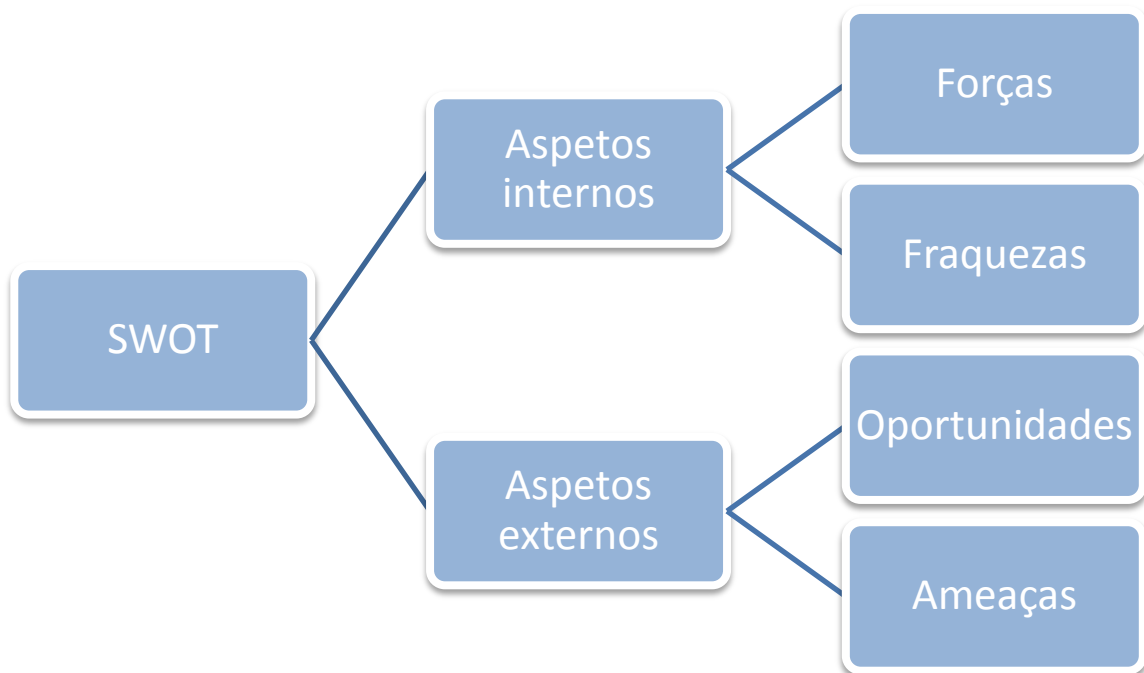 SWOT
Aspetos
internos
Forças
Fraquezas
Aspetos
externos
Oportunidades
Ameaças